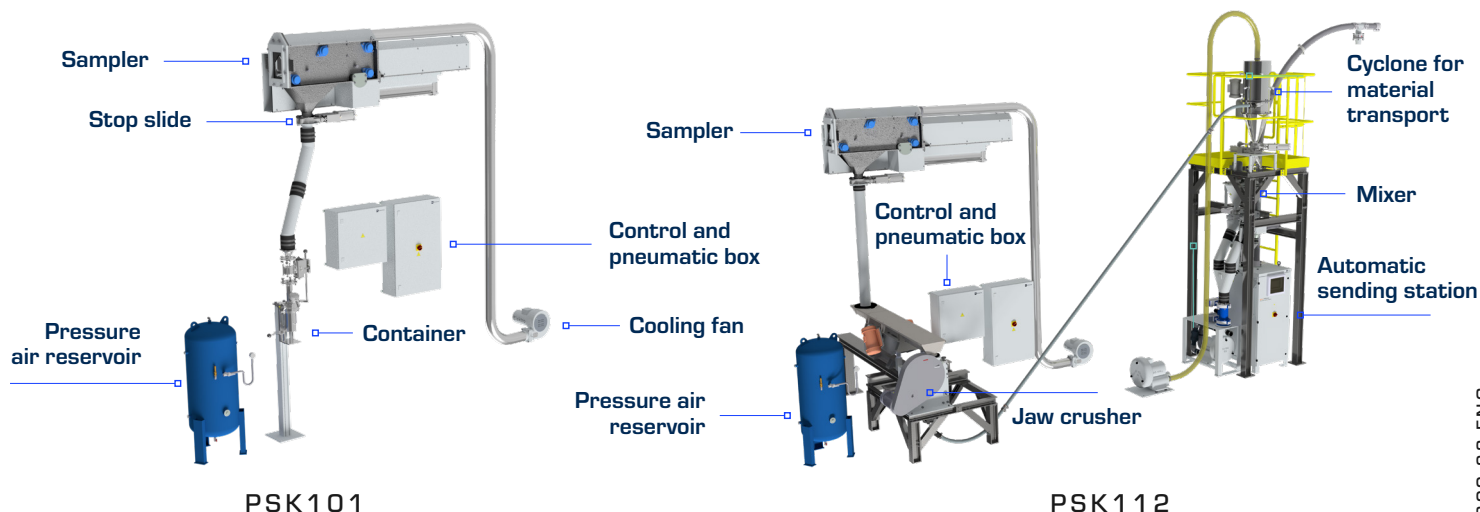 Sampler
Stop slide
Control and
pneumatic box
Pressure
air reservoir
Container
Cooling fan
PSK101
Sampler
Control and
pneumatic box
Pressure air
reservoir
Jaw crusher
Cyclone for
material
transport
Mixer
Automatic
sending station
PSK112